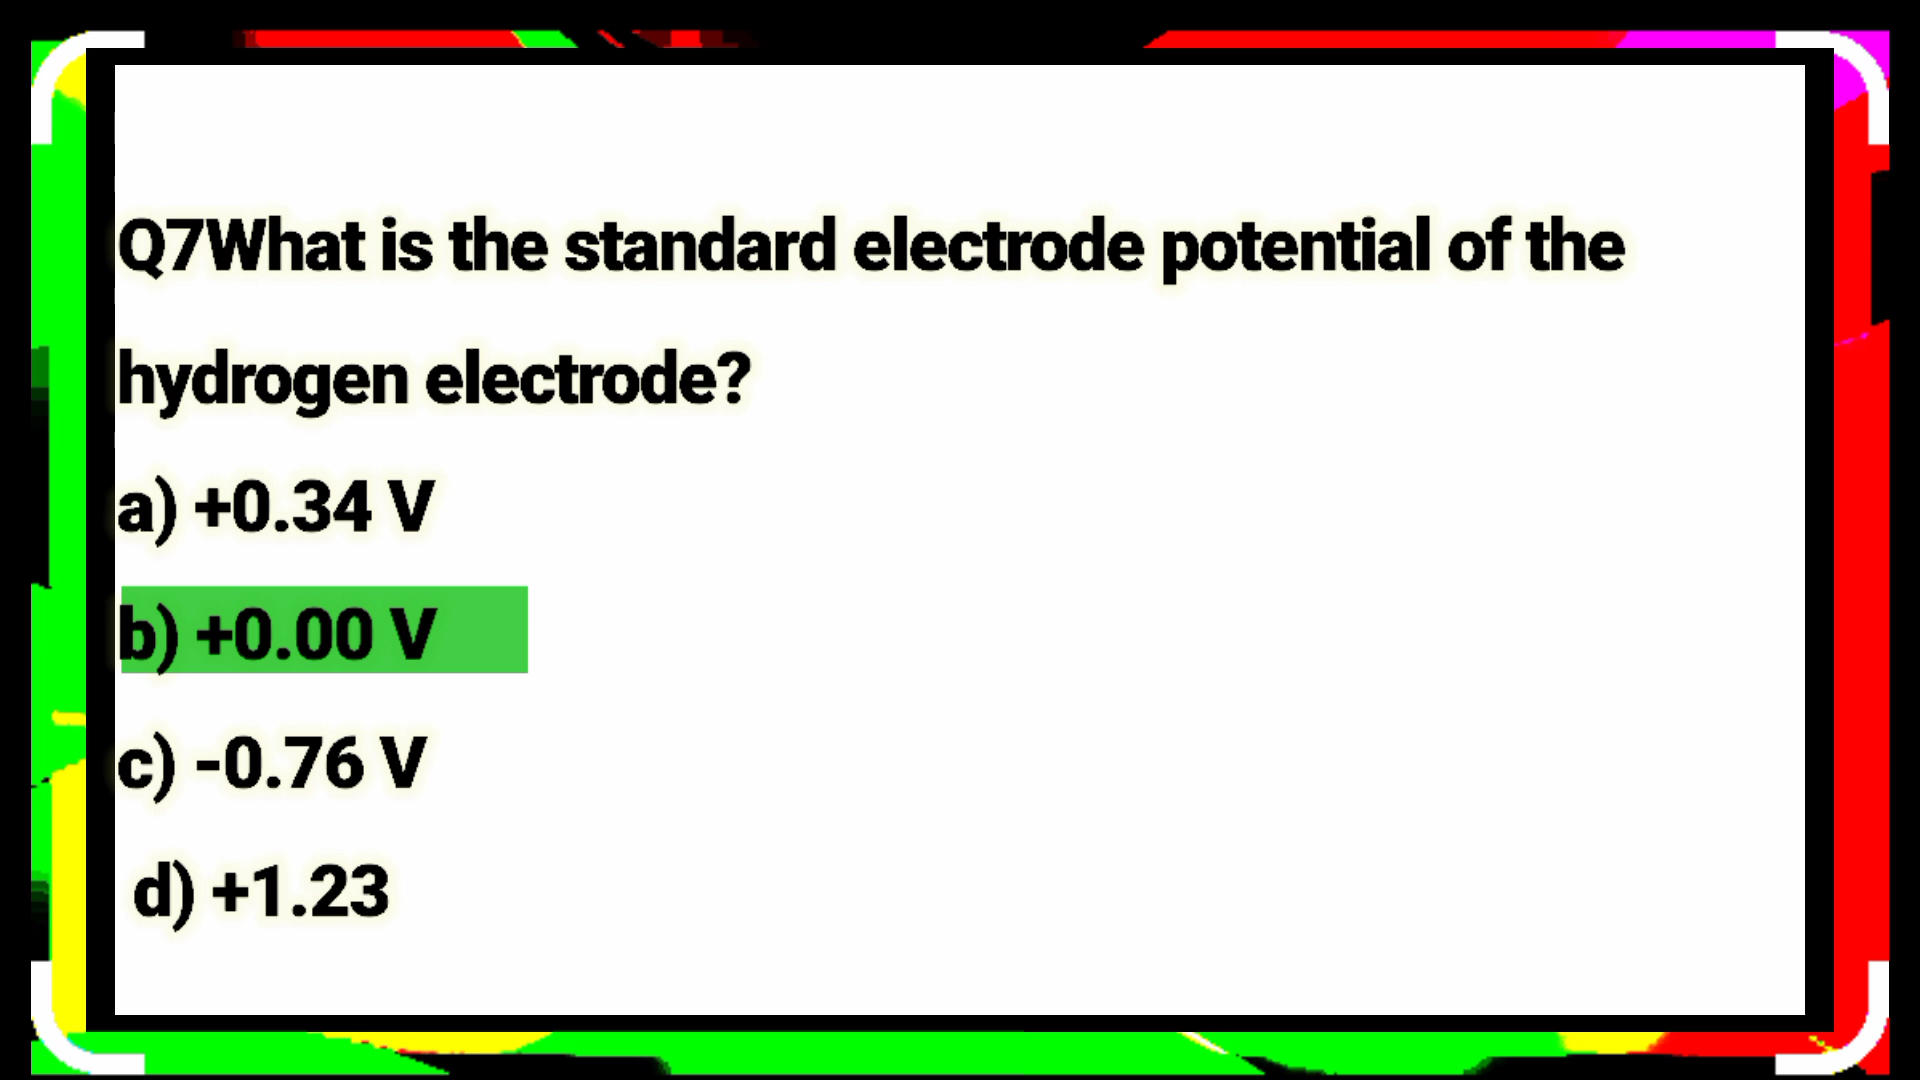 Q7What is the standard electrode potential of the
hydrogen electrode?
a) +0.34 V
b) +0.00 V
c) -0.76 V
d) +1.23